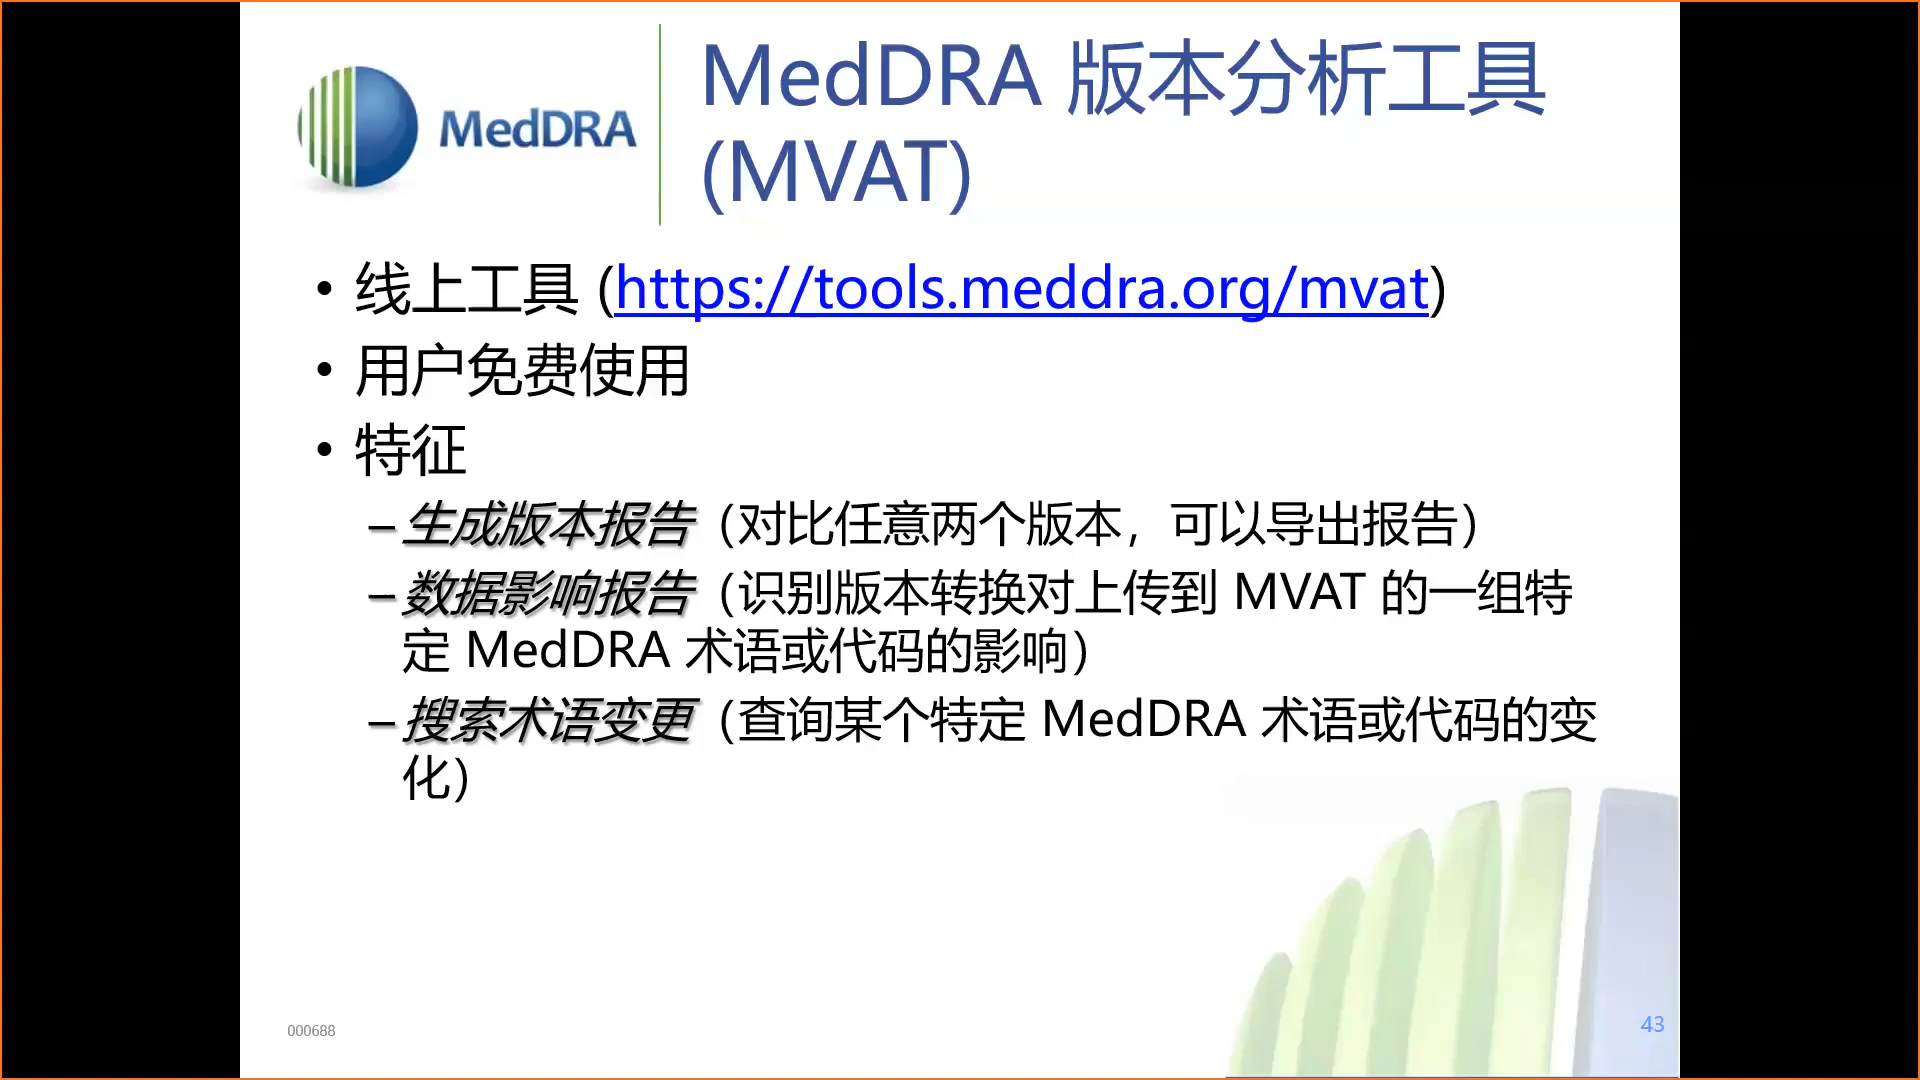 MedDRA
MedDRA 版本分析工具
(MVAT)
• 线上工具 (https://tools.meddra.org/mvat)
• 用户免费使用
• 特征
–生成版本报告（对比任意两个版本，可以导出报告）
–数据影响报告（识别版本转换对上传到 MVAT 的一组特
定 MedDRA 术语或代码的影响）
–搜索术语变更（查询某个特定 MedDRA 术语或代码的变
化）
000688
43